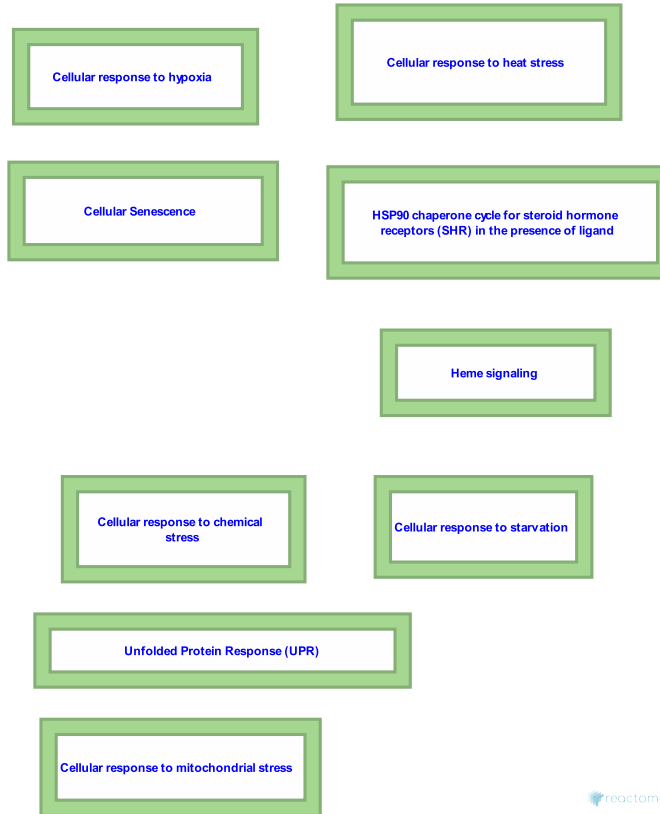 Cellular response to hypoxia
Cellular response to heat stress
Cellular Senescence
HSP90 chaperone cycle for steroid hormone
receptors (SHR) in the presence of ligand
Heme signaling
Cellular response to chemical
stress
Cellular response to starvation
Unfolded Protein Response (UPR)
Cellular response to mitochondrial stress
reactom